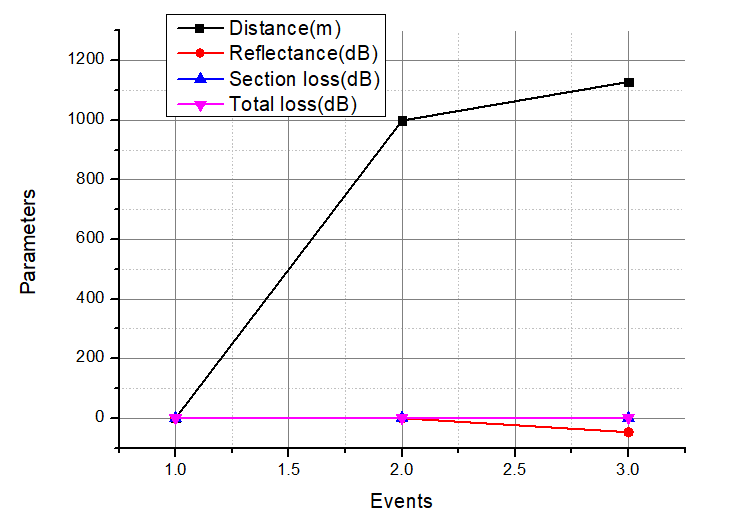 Distance(m)
Reflectance(dB)
Section loss(dB)
Total loss(dB)
1200
1000
800
600
400
200
0
Parameters
1.0 1.5 2.0 2.5 3.0
Events